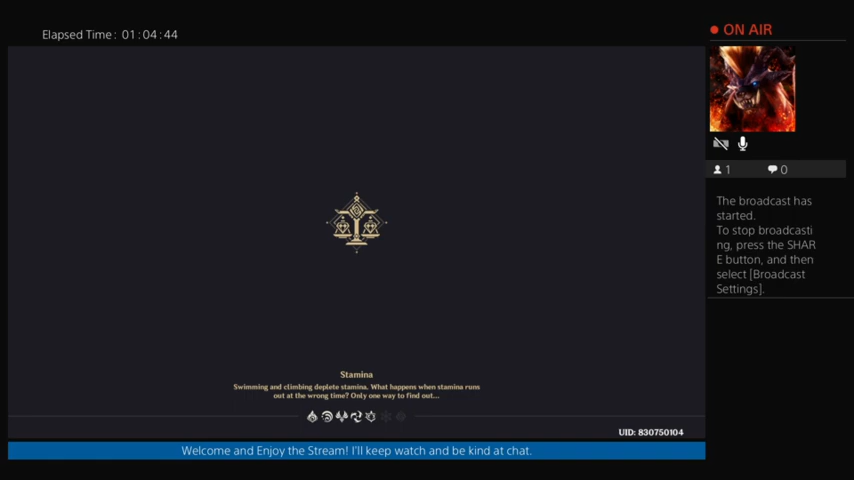 Elapsed Time: 01:04:44
ON AIR
1
0
The broadcast has
started.
To stop broadcasti
ng, press the SHAR
E button, and then
select [Broadcast
Settings].
Stamina
Swimming and climbing deplete stamina. What happens when stamina runs
out at the wrong time? Only one way to find out...
UID: 830750104
Welcome and Enjoy the Stream! I'll keep watch and be kind at chat.